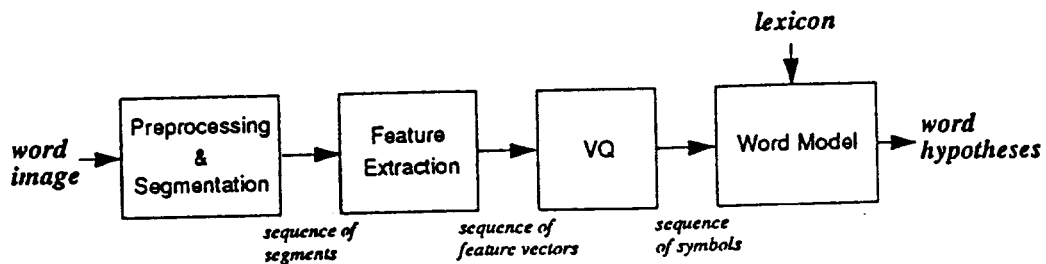 lexicon
word
image
Preprocessing
&
Segmentation
Feature
Extraction
VQ
Word Model
word
hypotheses
sequence of
segments
sequence of
feature vectors
sequence
of symbols